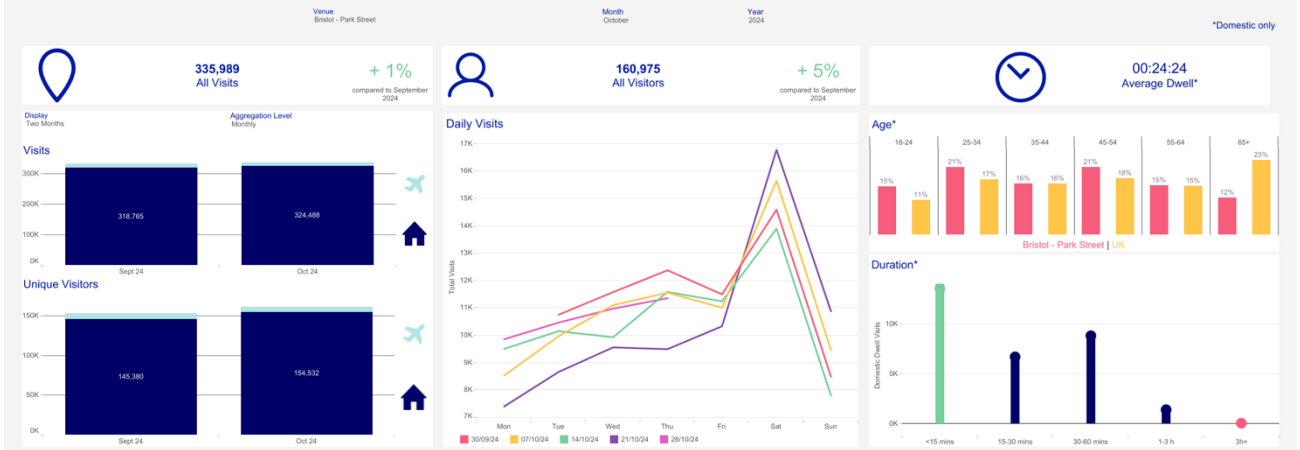 Venue
Bristol - Park Street
Month
October
Year
2024
*Domestic only
335,989
All Visits
+ 1%
compared to September
2024
160,975
All Visitors
+ 5%
compared to September
2024
00:24:24
Average Dwell*
Display
Two Months
Aggregation Level
Monthly
Visits
300K
200K
100K
0K
318,765
324,488
Sept 24
Oct 24
Unique Visitors
150K
100K
50K
0K
145,380
154,532
Sept 24
Oct 24
Daily Visits
Total Visits
17K
16K
15K
14K
13K
12K
11K
10K
9K
8K
7K
Mon Tue Wed Thu Fri Sat Sun
30/09/24 07/10/24 14/10/24 21/10/24 28/10/24
Age*
18-24 25-34 35-44 45-54 55-64 65+
15% 11% 21% 17% 16% 16% 21% 18% 15% 15% 12% 23%
Bristol - Park Street | UK
Duration*
Domestic Dwell Visits
10K
5K
0K
<15 mins 15-30 mins 30-60 mins 1-3 h 3h+